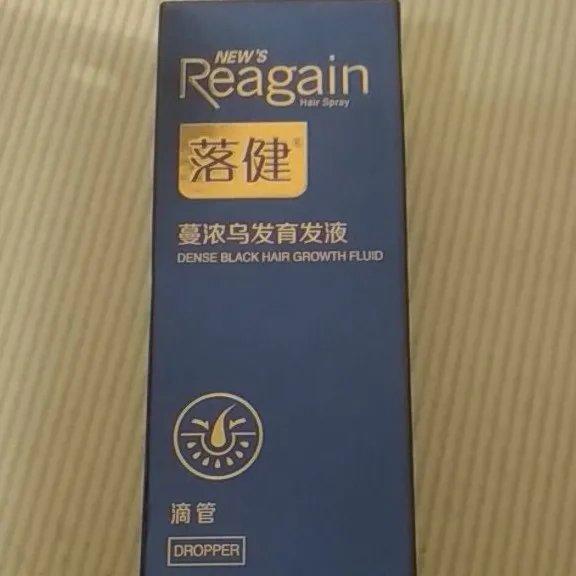 NEW'S
Reagain
Hair Spray
落健®
蔓浓乌发育发液
DENSE BLACK HAIR GROWTH FLUID
滴管
DROPPER